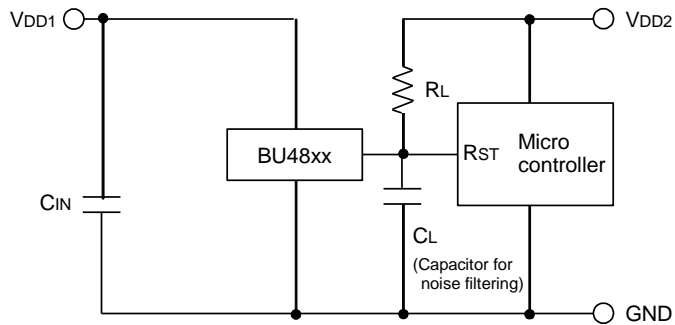 VDD1
VDD2
RL
BU48xx
RST
Micro
controller
CIN
CL
(Capacitor for
noise filtering)
GND